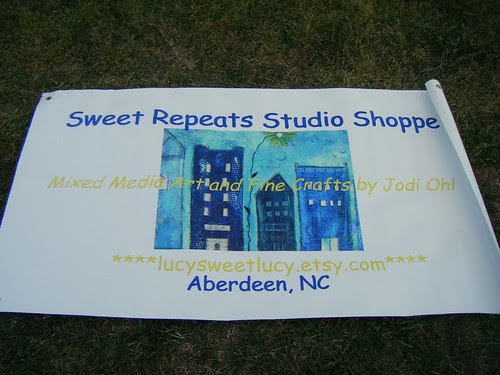 Sweet Repeats Studio Shoppe
Mixed Media Art and Fine Crafts by Jodi Ohl
****lucysweetlucy.etsy.com****
Aberdeen, NC